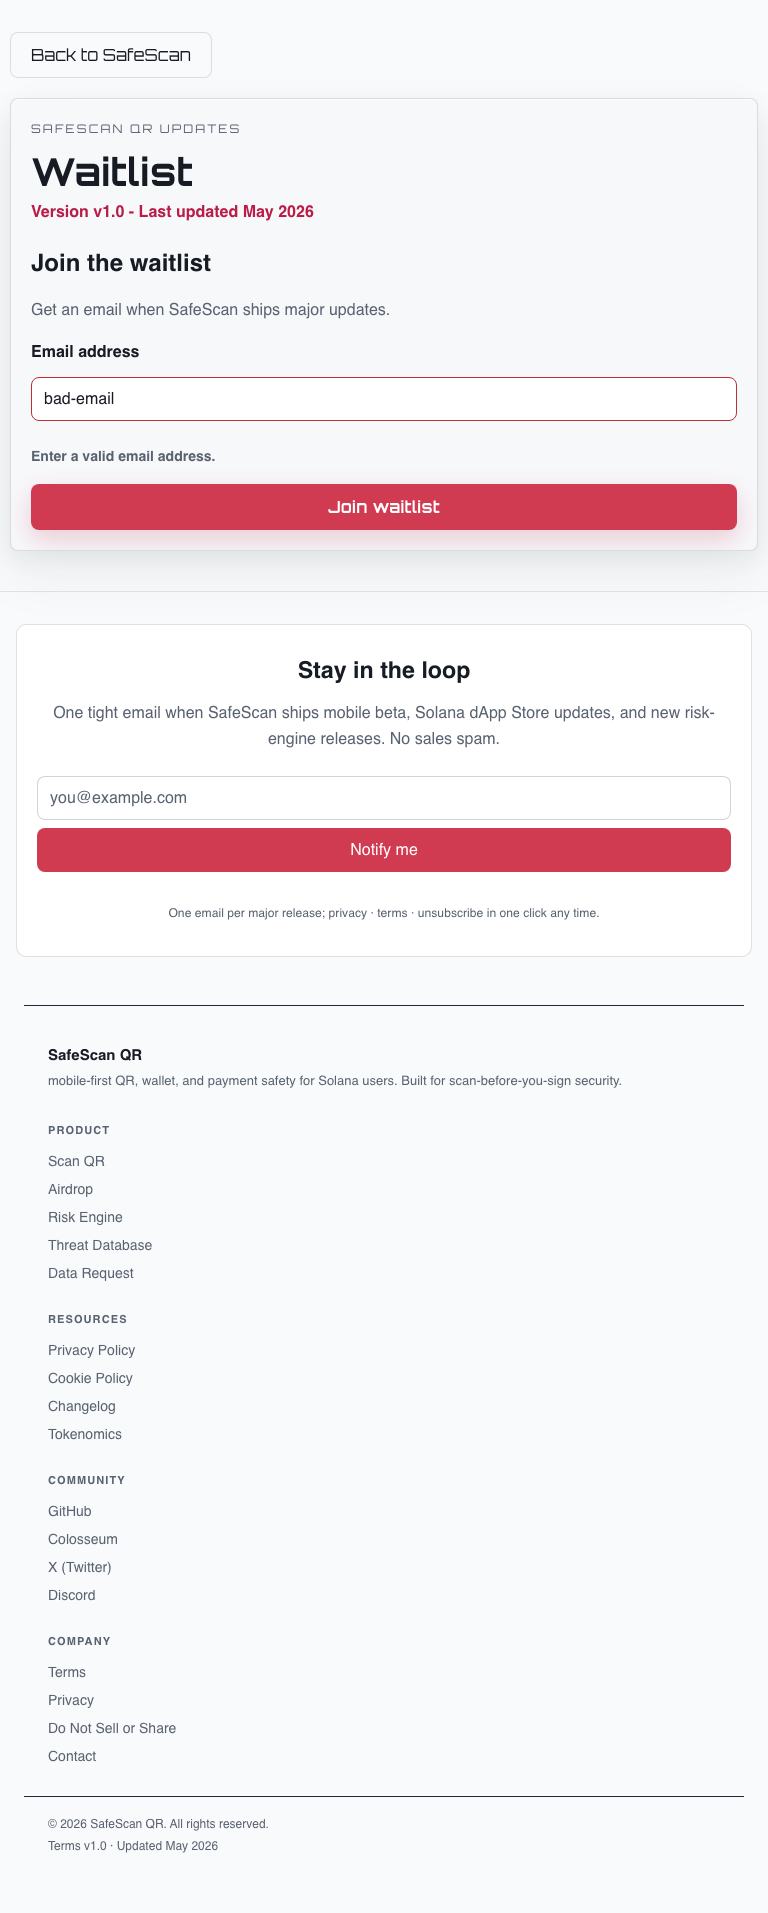 Back to SafeScan
SAFESCAN QR UPDATES
Waitlist
Version v1.0 - Last updated May 2026
Join the waitlist
Get an email when SafeScan ships major updates.
Email address
bad-email
Enter a valid email address.
Join waitlist
Stay in the loop
One tight email when SafeScan ships mobile beta, Solana dApp Store updates, and new risk-
engine releases. No sales spam.
you@example.com
Notify me
One email per major release; privacy · terms · unsubscribe in one click any time.
SafeScan QR
mobile-first QR, wallet, and payment safety for Solana users. Built for scan-before-you-sign security.
PRODUCT
Scan QR
Airdrop
Risk Engine
Threat Database
Data Request
RESOURCES
Privacy Policy
Cookie Policy
Changelog
Tokenomics
COMMUNITY
GitHub
Colosseum
X (Twitter)
Discord
COMPANY
Terms
Privacy
Do Not Sell or Share
Contact
© 2026 SafeScan QR. All rights reserved.
Terms v1.0 · Updated May 2026